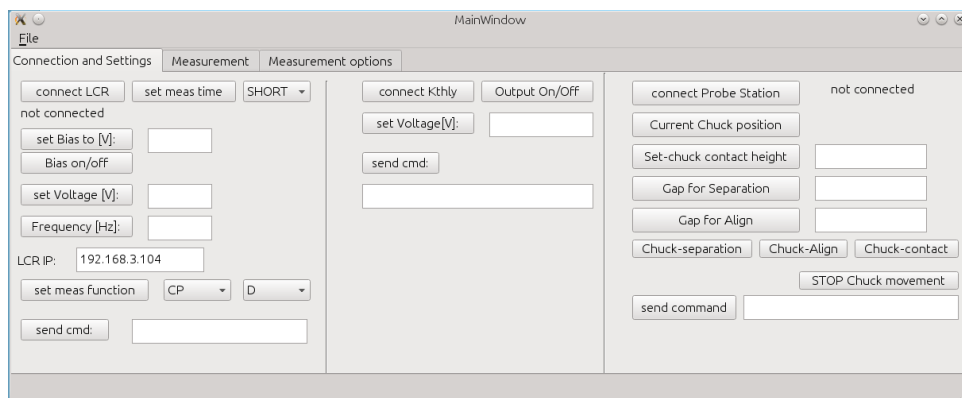 MainWindow
File
Connection and Settings Measurement Measurement options
connect LCR set meas time SHORT
not connected
set Bias to [V]:
Bias on/off
set Voltage [V]:
Frequency [Hz]:
LCR IP: 192.168.3.104
set meas function CP D
send cmd:
connect Kthly Output On/Off
set Voltage[V]:
send cmd:
connect Probe Station not connected
Current Chuck position
Set-chuck contact height
Gap for Separation
Gap for Align
Chuck-separation Chuck-Align Chuck-contact
STOP Chuck movement
send command